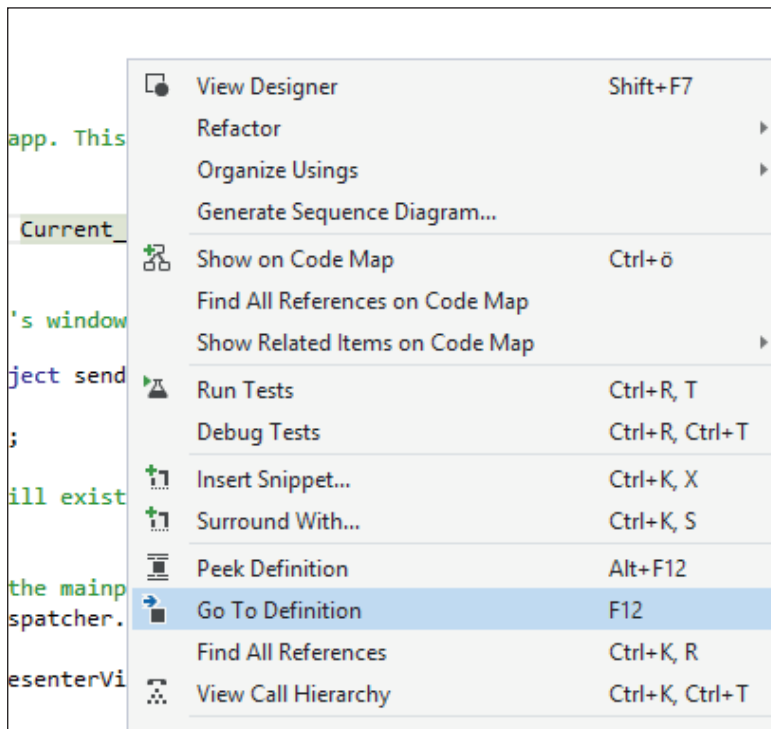 View Designer Shift+F7
app. This
Refactor
Organize Usings
Generate Sequence Diagram...
Current_
Show on Code Map Ctrl+ö
Find All References on Code Map
's window
Show Related Items on Code Map
ject send
Run Tests Ctrl+R, T
;
Debug Tests Ctrl+R, Ctrl+T
Insert Snippet... Ctrl+K, X
ill exist
Surround With... Ctrl+K, S
Peek Definition Alt+F12
the mainp
Go To Definition F12
spatcher.
Find All References Ctrl+K, R
esenterVi
View Call Hierarchy Ctrl+K, Ctrl+T